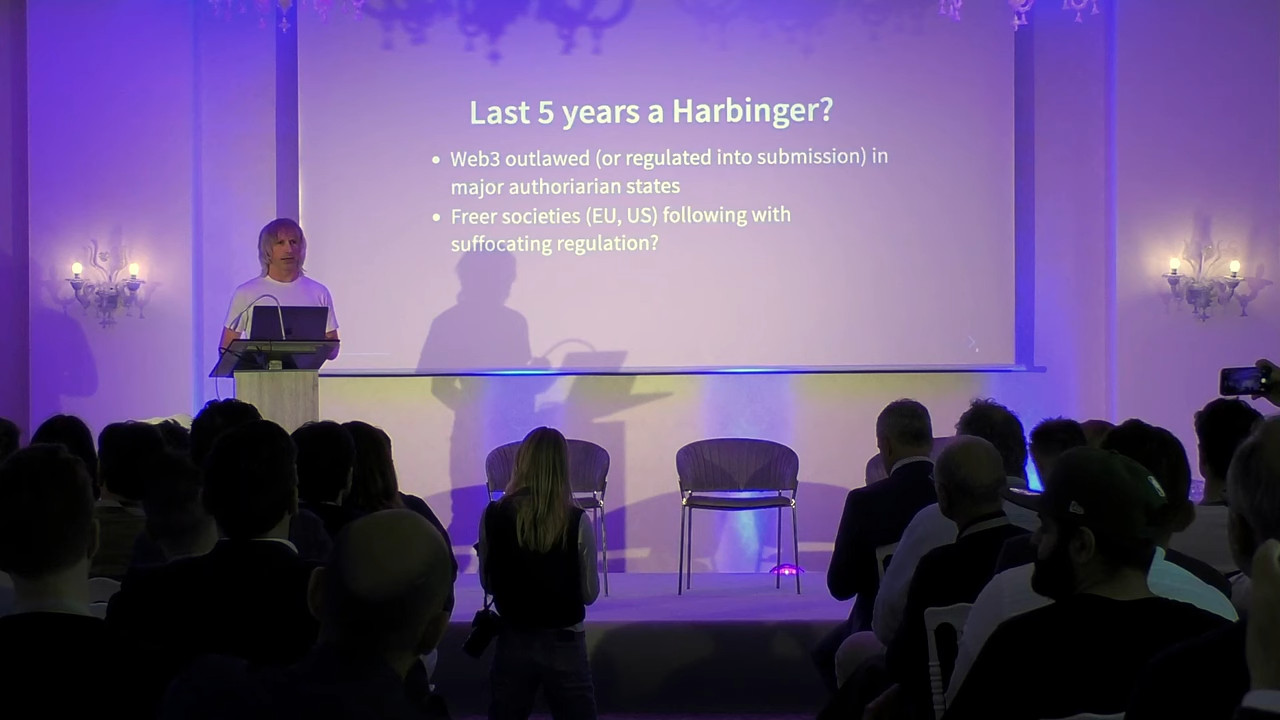 Last 5 years a Harbinger?
• Web3 outlawed (or regulated into submission) in
major authoriarian states
• Freer societies (EU, US) following with
suffocating regulation?